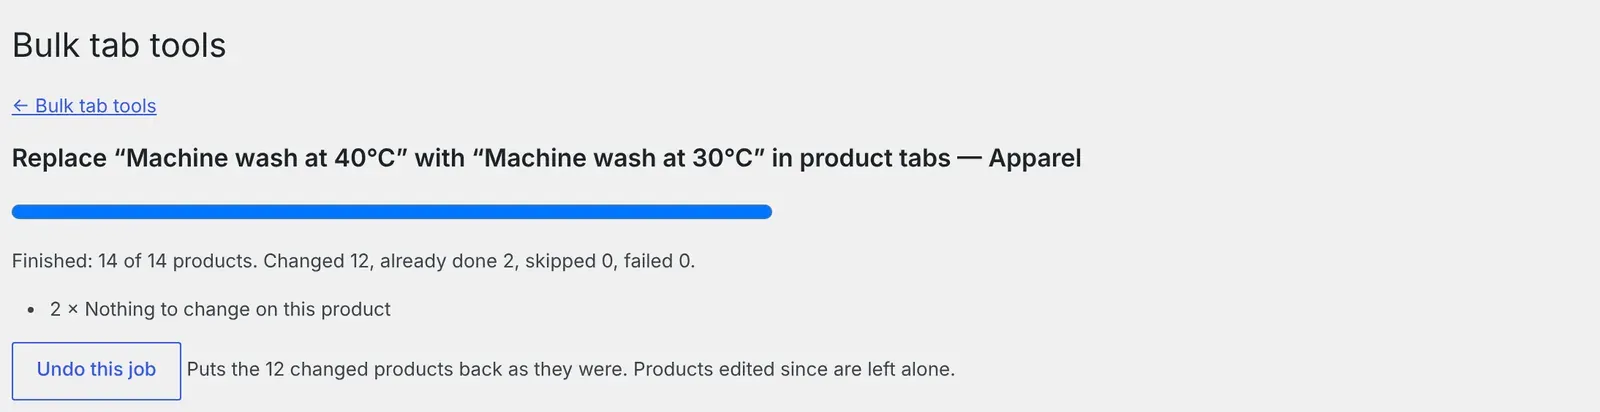 Bulk tab tools
← Bulk tab tools
Replace “Machine wash at 40°C” with “Machine wash at 30°C” in product tabs — Apparel
Finished: 14 of 14 products. Changed 12, already done 2, skipped 0, failed 0.
• 2 × Nothing to change on this product
Undo this job Puts the 12 changed products back as they were. Products edited since are left alone.